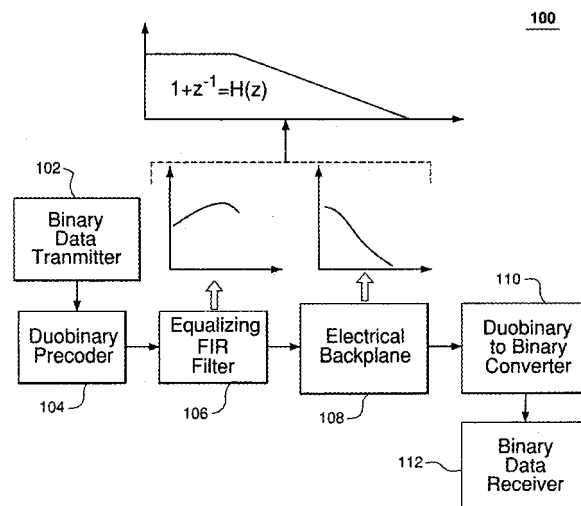 100
1+z⁻¹=H(z)
102
Binary
Data
Tranmitter
110
Duobinary
Precoder
Equalizing
FIR
Filter
Electrical
Backplane
Duobinary
to Binary
Converter
104
106
108
112
Binary
Data
Receiver